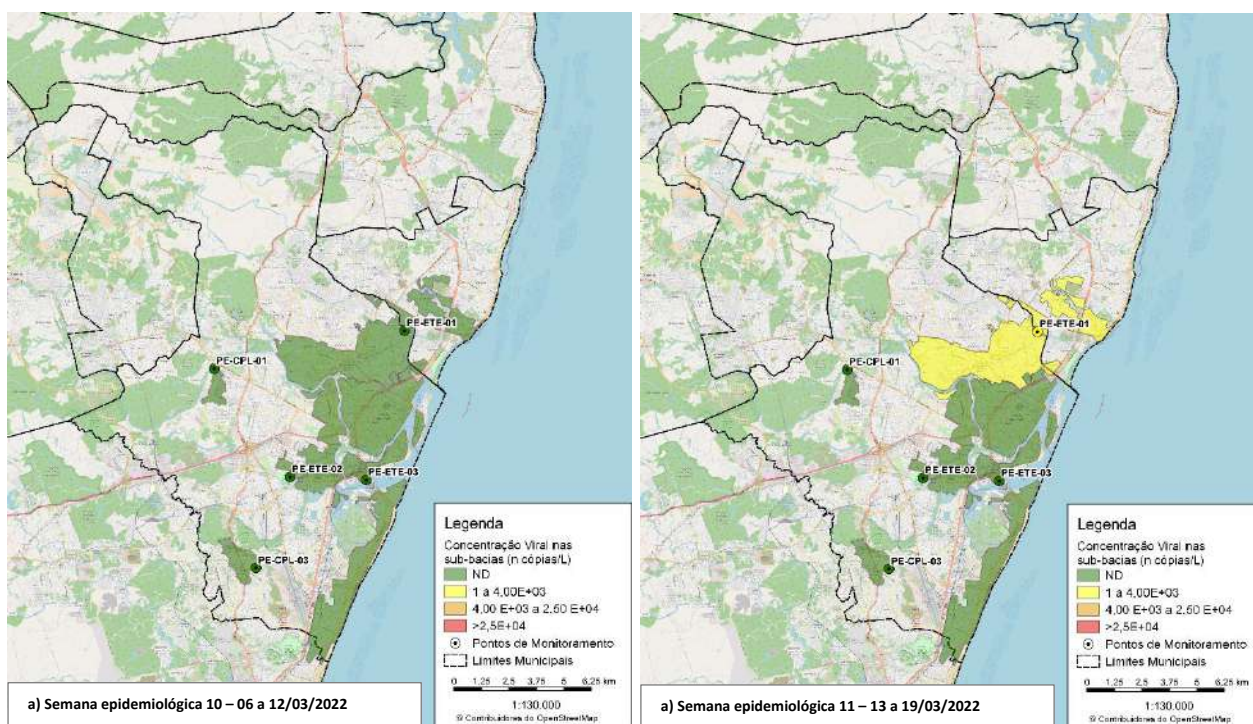 PE-ETE-01
PE-CPL-01
PE-ETE-02
PE-ETE-03
PE-CPL-03
Legenda
Concentração Viral nas
sub-bacias (n cópias/L)
ND
1 a 4,00E+03
4,00 E+03 a 2,50 E+04
>2,5E+04
Pontos de Monitoramento
Limites Municipais
0 1.25 2.5 3.75 5 6.25 km
1:130.000
© Contribuidores do OpenStreetMap
a) Semana epidemiológica 10 – 06 a 12/03/2022
PE-ETE-01
PE-CPL-01
PE-ETE-02
PE-ETE-03
PE-CPL-03
Legenda
Concentração Viral nas
sub-bacias (n cópias/L)
ND
1 a 4,00E+03
4,00 E+03 a 2,50 E+04
>2,5E+04
Pontos de Monitoramento
Limites Municipais
0 1.25 2.5 3.75 5 6.25 km
1:130.000
© Contribuidores do OpenStreetMap
a) Semana epidemiológica 11 – 13 a 19/03/2022